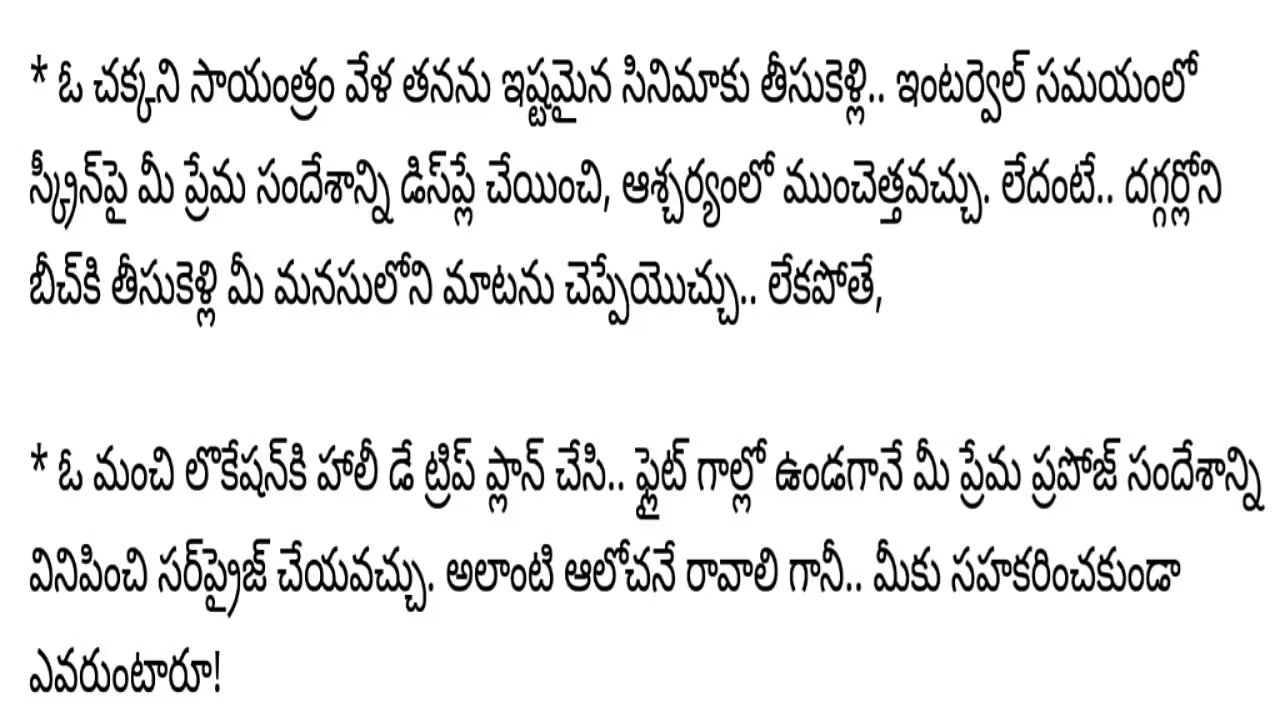 * ఓ చక్కని సాయంత్రం వేళ తనను ఇష్టమైన సినిమాకు తీసుకెళ్లి.. ఇంటర్వెల్ సమయంలో
స్క్రీన్‌పై మీ ప్రేమ సందేశాన్ని డిస్‌ప్లే చేయించి, ఆశ్చర్యంలో ముంచెత్తవచ్చు. లేదంటే.. దగ్గర్లోని
బీచ్‌కి తీసుకెళ్లి మీ మనసులోని మాటను చెప్పేయొచ్చు.. లేకపోతే,
* ఓ మంచి లొకేషన్‌కి హాలీ డే ట్రిప్ ప్లాన్ చేసి.. ఫ్లైట్ గాల్లో ఉండగానే మీ ప్రేమ ప్రపోజ్ సందేశాన్ని
వినిపించి సర్‌ప్రైజ్ చేయవచ్చు. అలాంటి ఆలోచనే రావాలి గానీ.. మీకు సహకరించకుండా
ఎవరుంటారూ!